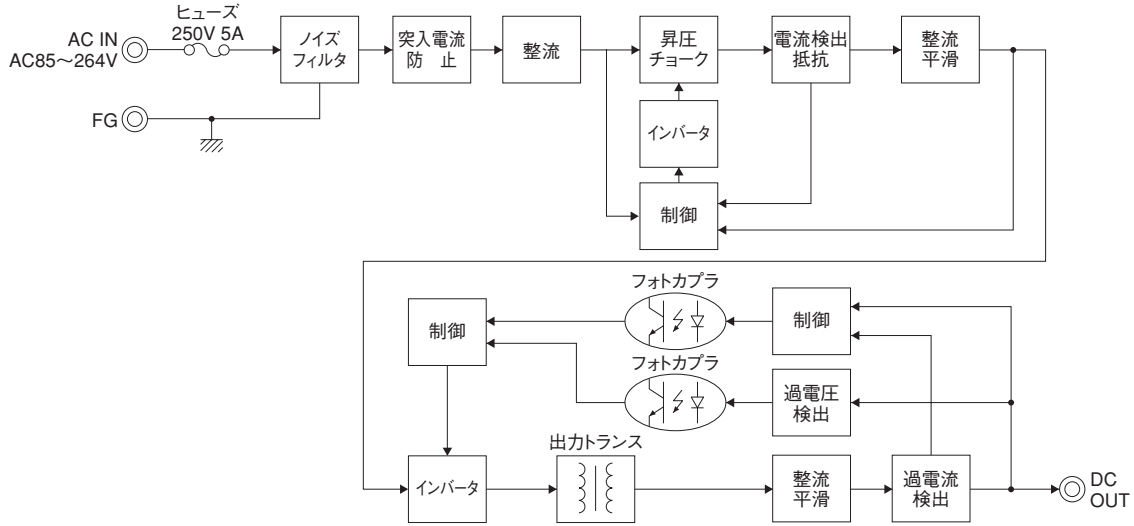 ヒューズ
250V 5A
AC IN
AC85～264V
FG
ノイズ
フィルタ
突入電流
防　止
整流
昇圧
チョーク
電流検出
抵抗
整流
平滑
インバータ
制御
フォトカプラ
制御
制御
フォトカプラ
過電圧
検出
出力トランス
インバータ
整流
平滑
過電流
検出
DC
OUT